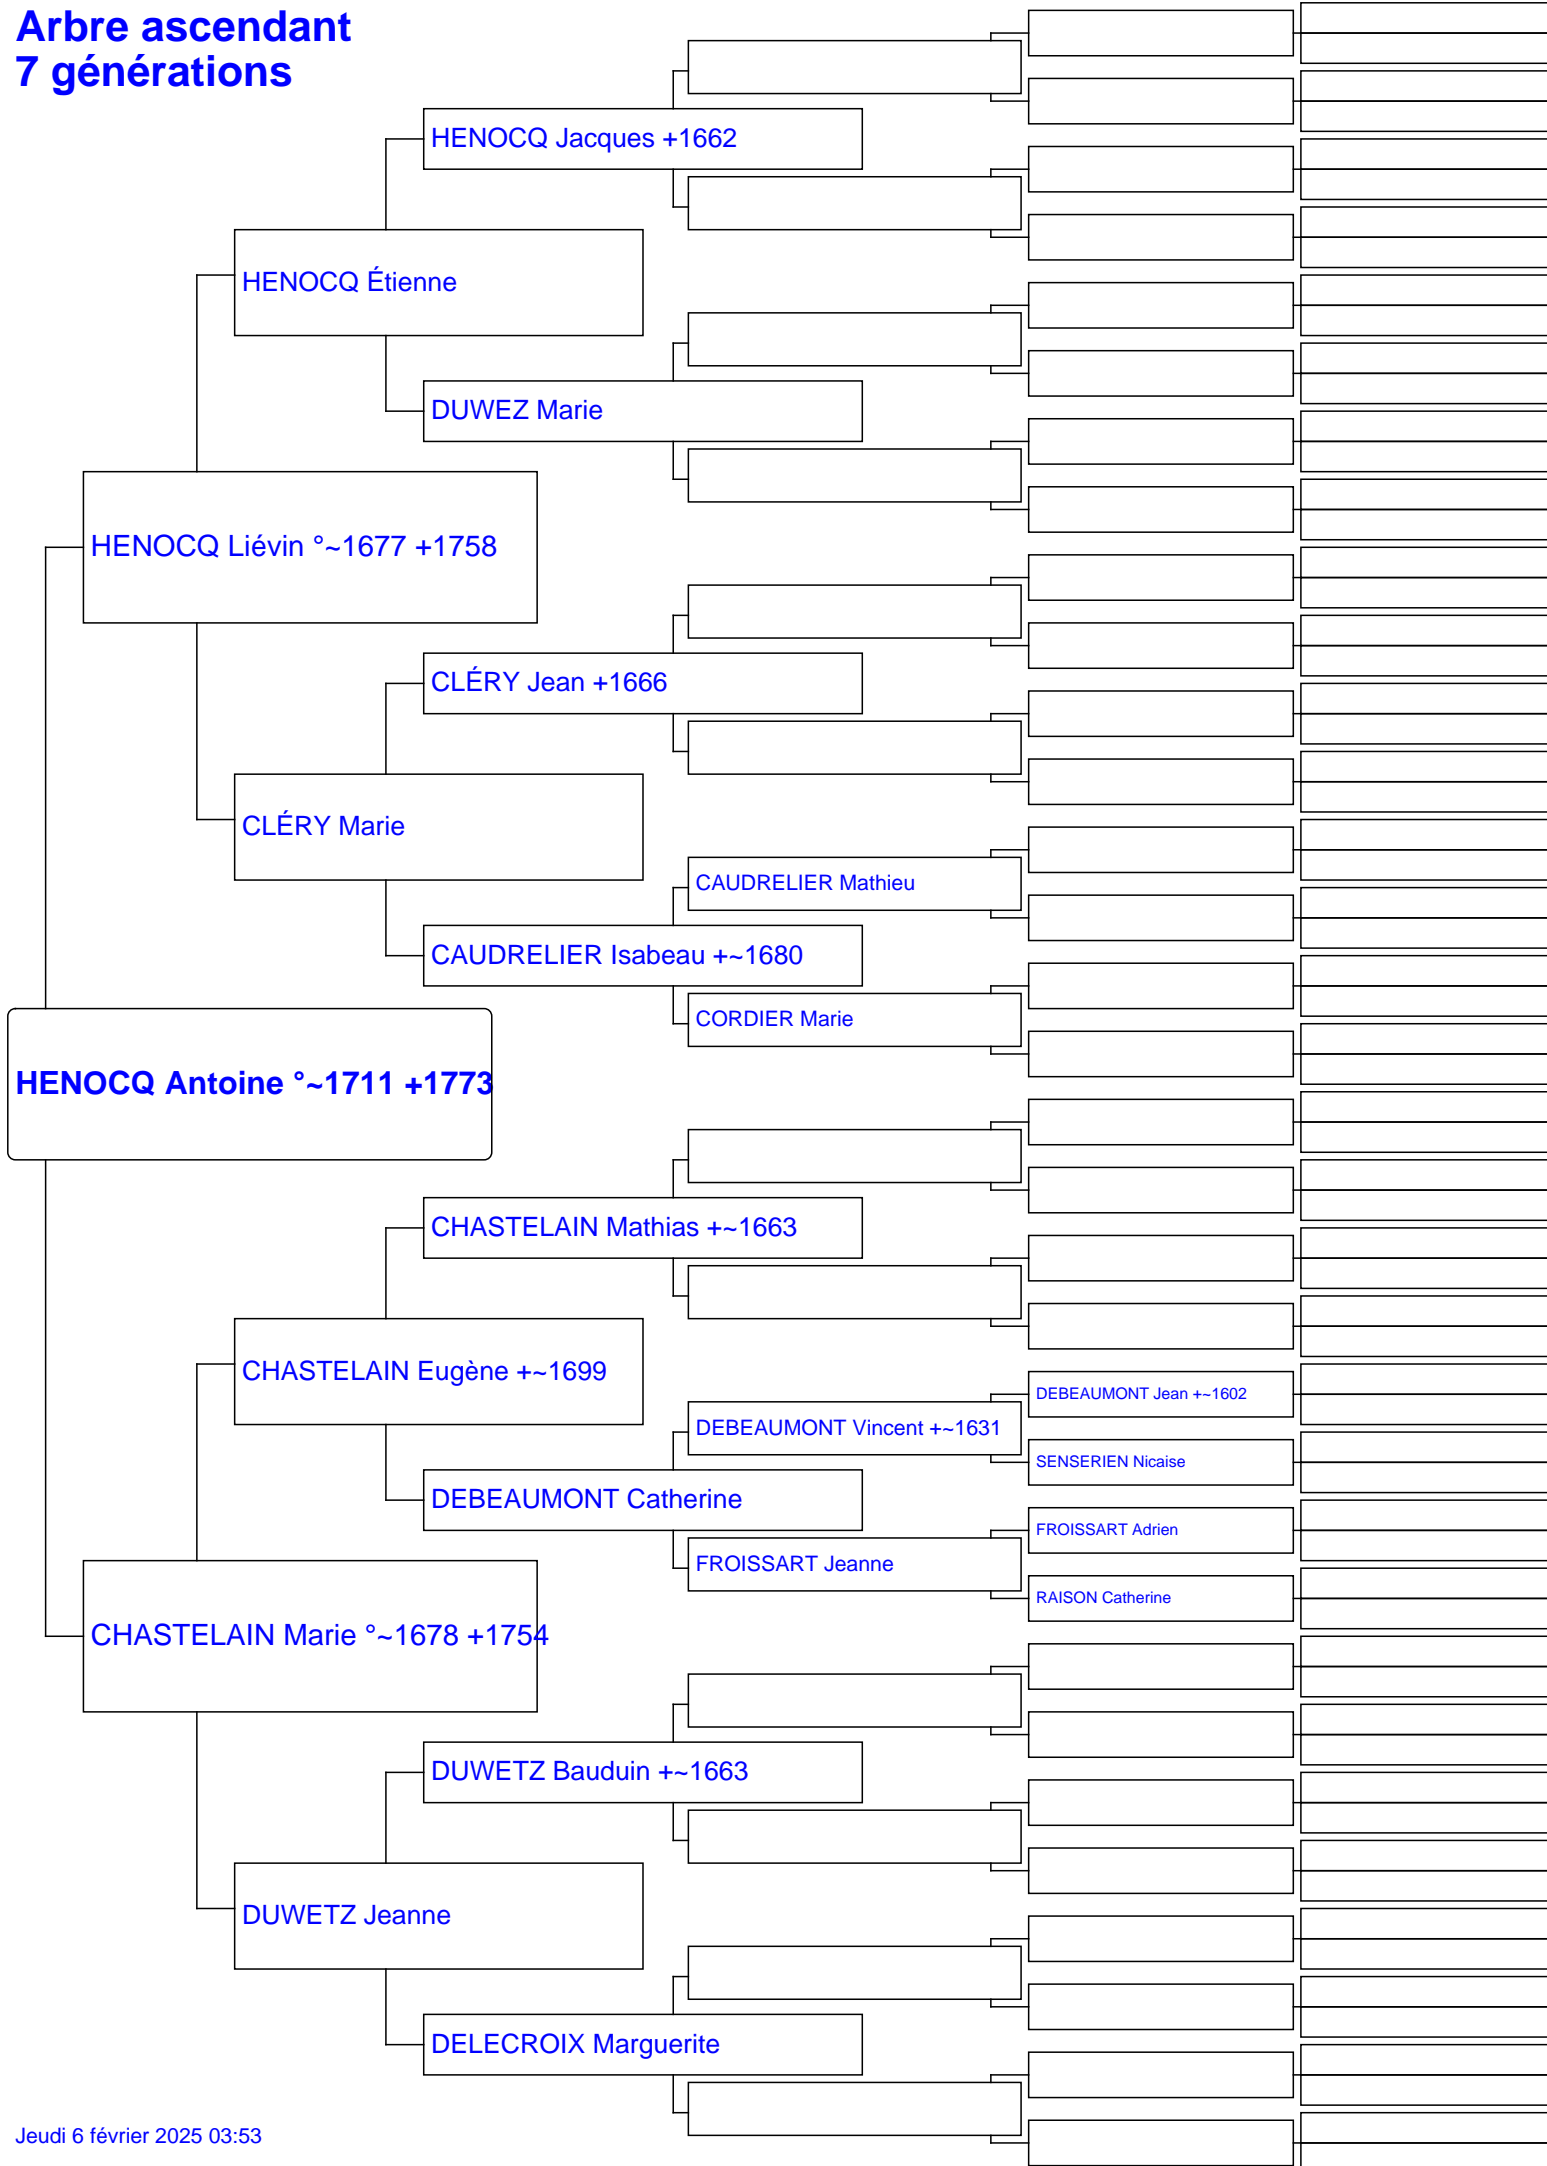 Arbre ascendant
7 générations
HENOCQ Jacques +1662
HENOCQ Étienne
DUWEZ Marie
HENOCQ Liévin °~1677 +1758
CLÉRY Jean +1666
CLÉRY Marie
CAUDRELIER Mathieu
CAUDRELIER Isabeau +~1680
CORDIER Marie
HENOCQ Antoine °~1711 +1773
CHASTELAIN Mathias +~1663
CHASTELAIN Eugène +~1699
DEBEAUMONT Jean +~1602
DEBEAUMONT Vincent +~1631
SENSERIEN Nicaise
DEBEAUMONT Catherine
FROISSART Adrien
FROISSART Jeanne
RAISON Catherine
CHASTELAIN Marie °~1678 +1754
DUWETZ Bauduin +~1663
DUWETZ Jeanne
DELECROIX Marguerite
Jeudi 6 février 2025 03:53